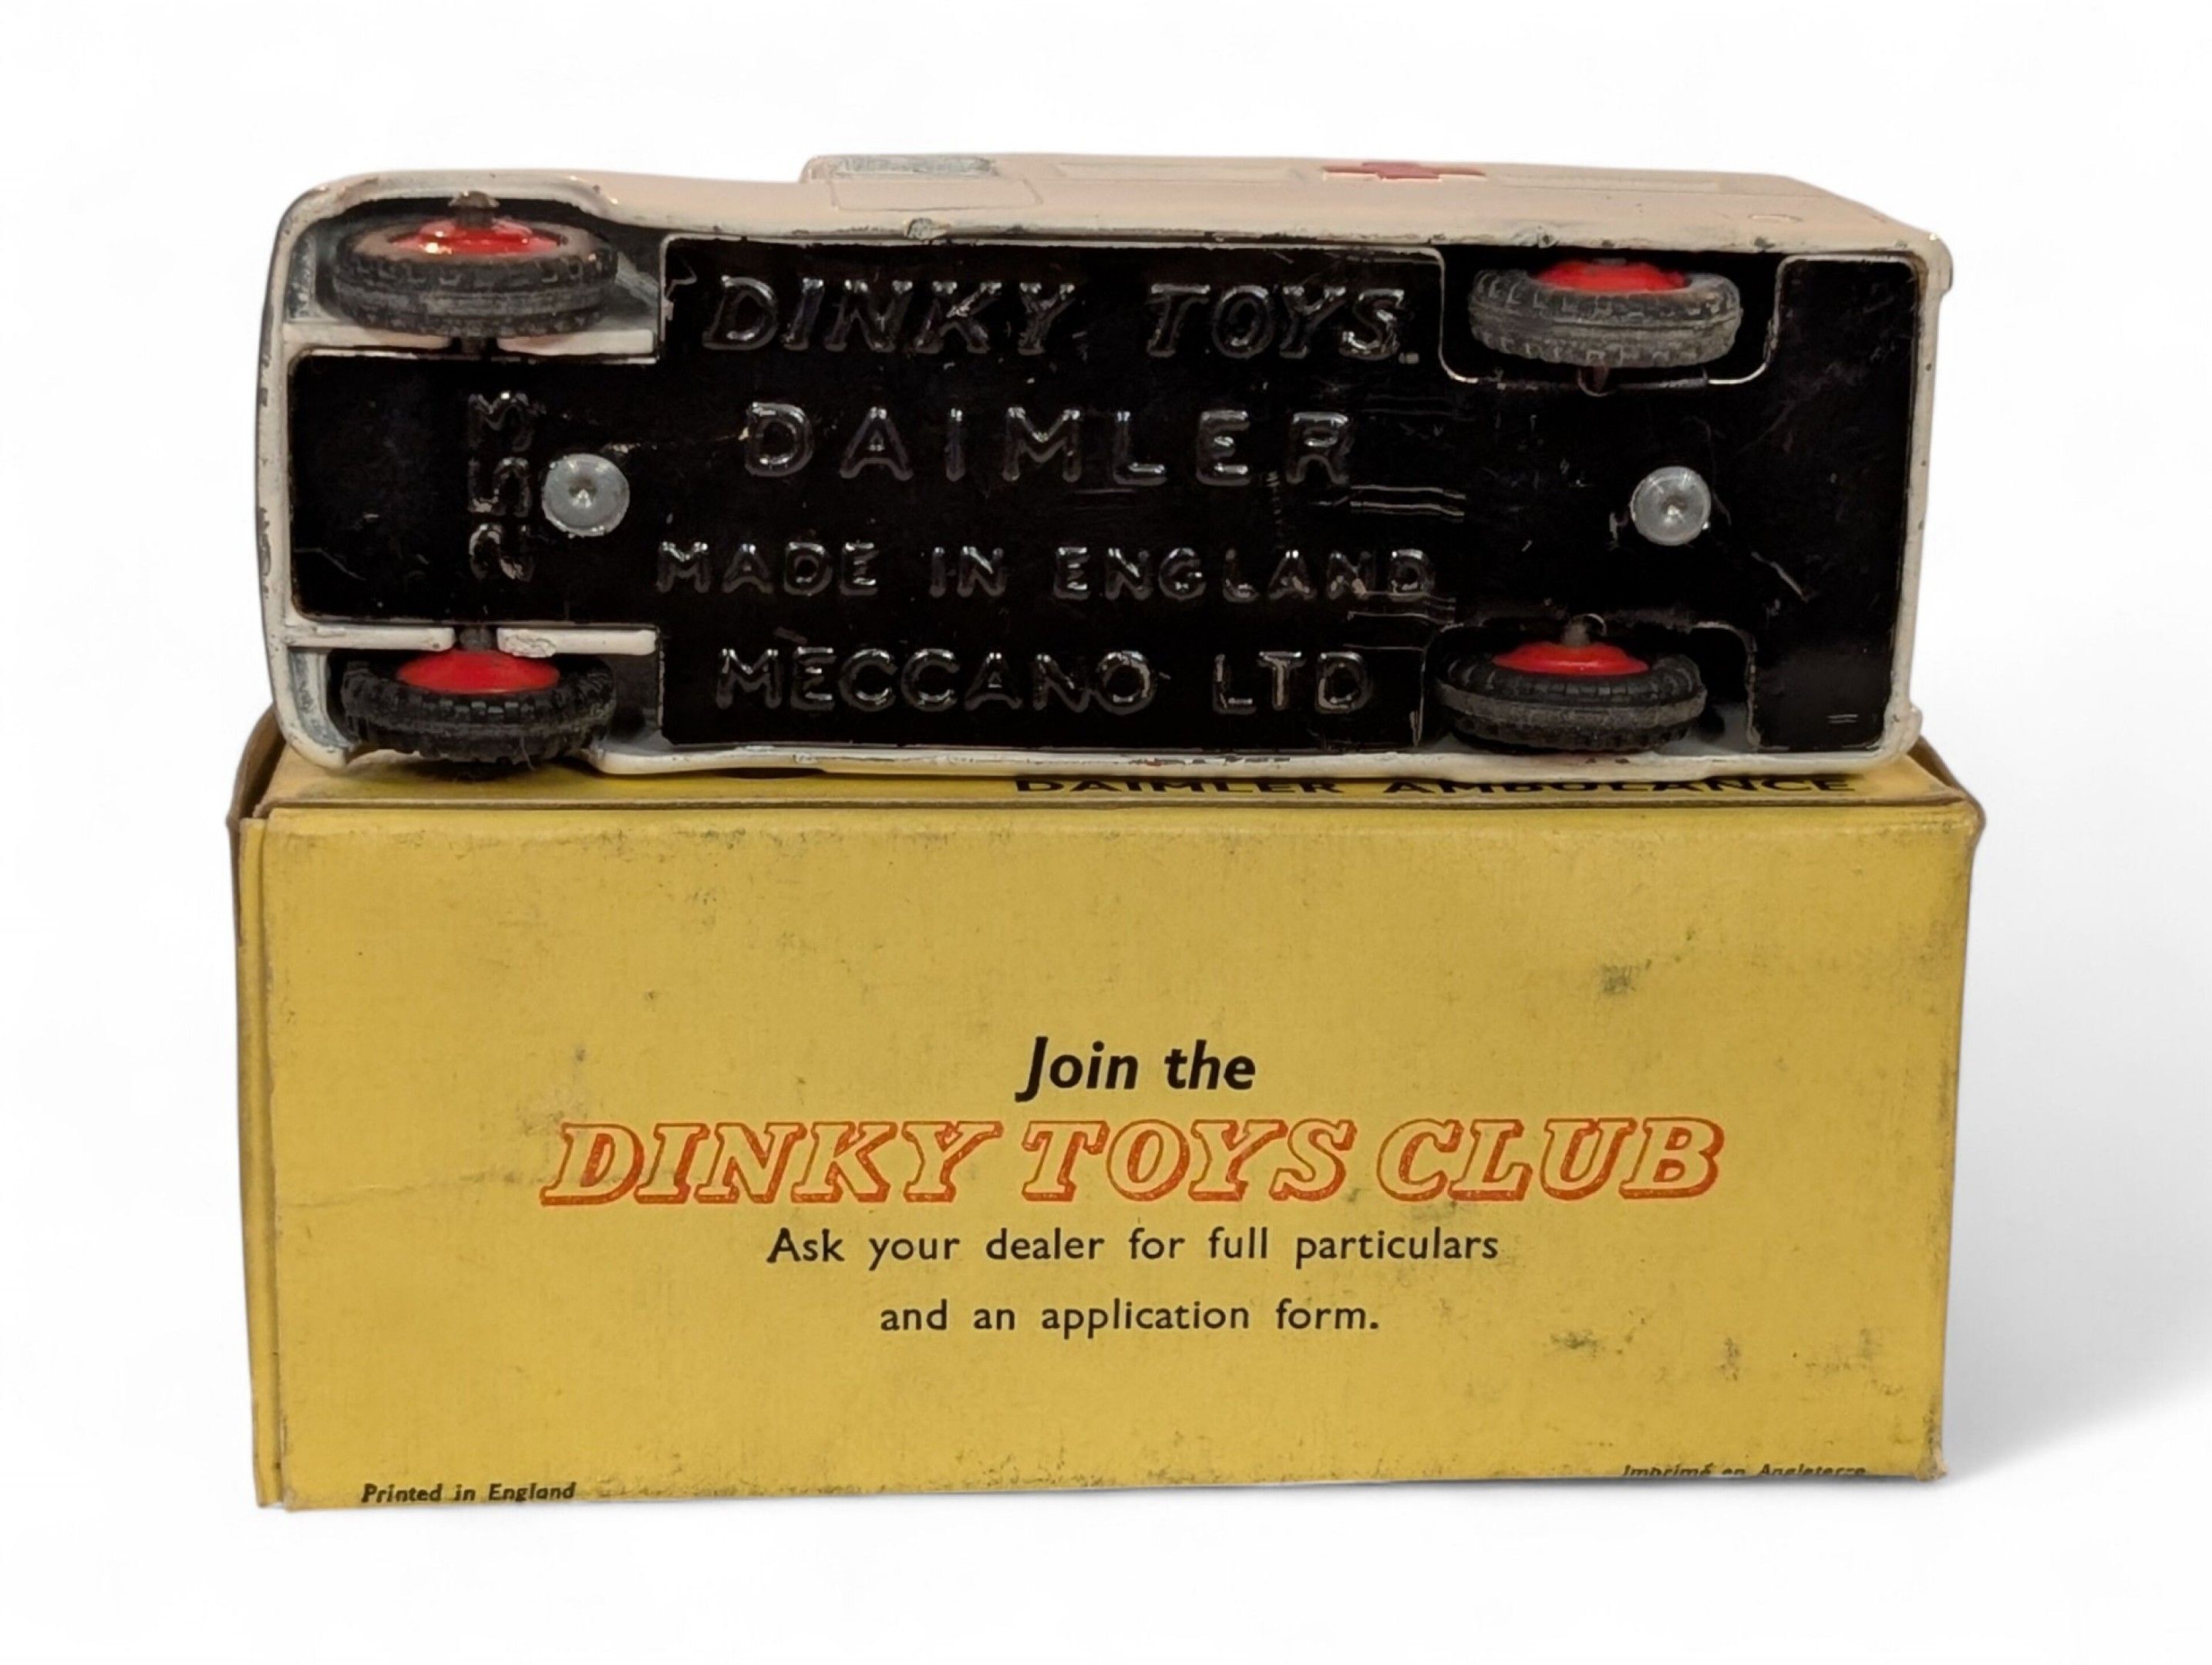 DINKY TOYS
DAIMLER
253
MADE IN ENGLAND
MECCANO LTD
DAIMLER AMBULANCE
Join the
DINKY TOYS CLUB
Ask your dealer for full particulars
and an application form.
Printed in England
Imprimé en Angleterre